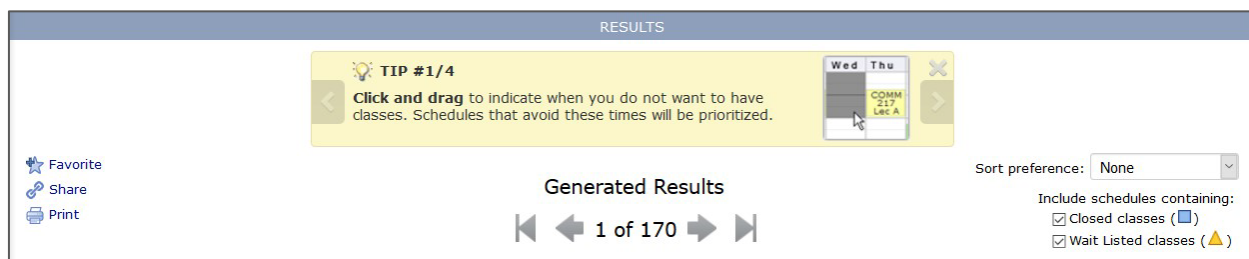 RESULTS
TIP #1/4
Click and drag to indicate when you do not want to have
classes. Schedules that avoid these times will be prioritized.
Wed Thu
COMM
217
Lec A
Favorite
Share
Print
Generated Results
1 of 170
Sort preference: None
Include schedules containing:
Closed classes ( )
Wait Listed classes ( )